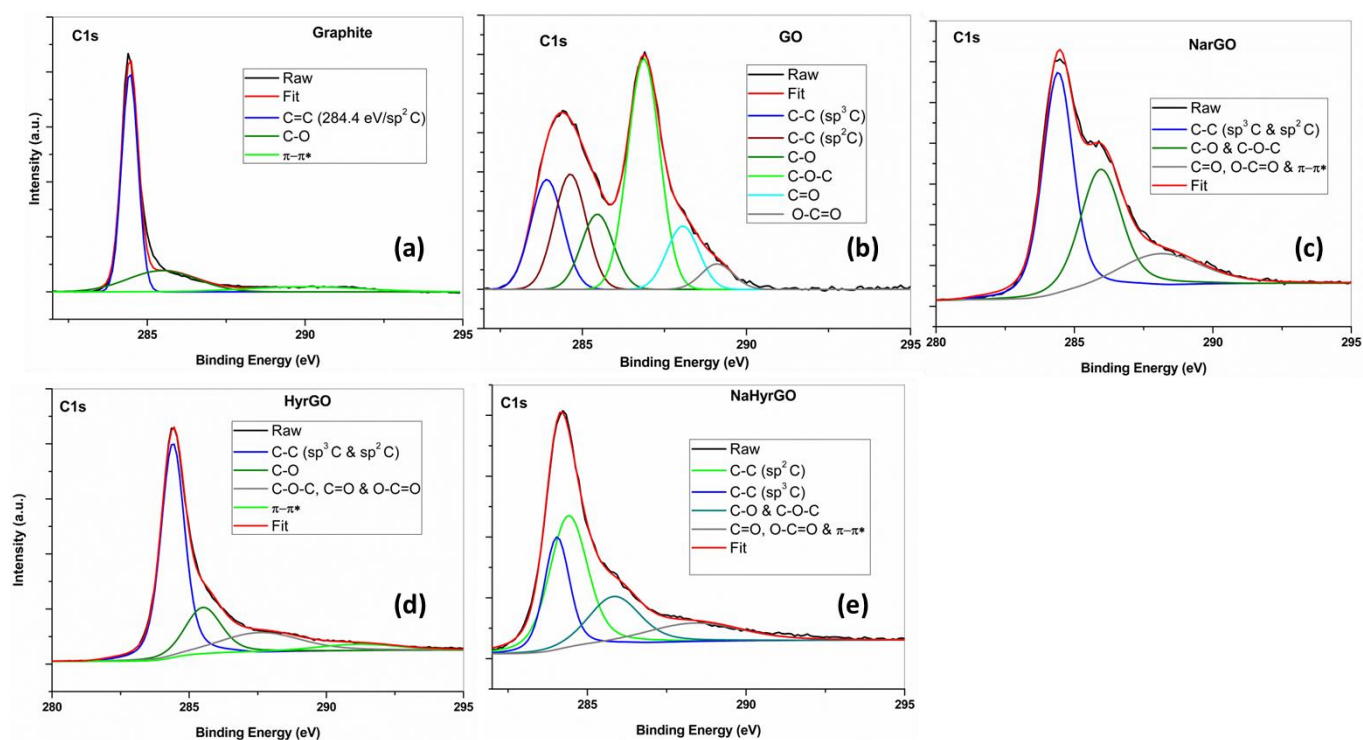 C1s
Graphite
Raw
Fit
C=C (284.4 eV/sp² C)
C-O
π–π*
(a)
Intensity (a.u.)
285
290
295
Binding Energy (eV)
C1s
GO
Raw
Fit
C-C (sp³C)
C-C (sp²C)
C-O
C-O-C
C=O
O-C=O
(b)
285
290
295
Binding Energy (eV)
C1s
NarGO
Raw
C-C (sp³C & sp²C)
C-O & C-O-C
C=O, O-C=O & π–π*
Fit
(c)
280
285
290
295
Binding Energy (eV)
C1s
HyrGO
Raw
C-C (sp³C & sp²C)
C-O
C-O-C, C=O & O-C=O
π–π*
Fit
(d)
Intensity (a.u.)
280
285
290
295
Binding Energy (eV)
C1s
NaHyrGO
Raw
C-C (sp²C)
C-C (sp³C)
C-O & C-O-C
C=O, O-C=O & π–π*
Fit
(e)
285
290
295
Binding Energy (eV)